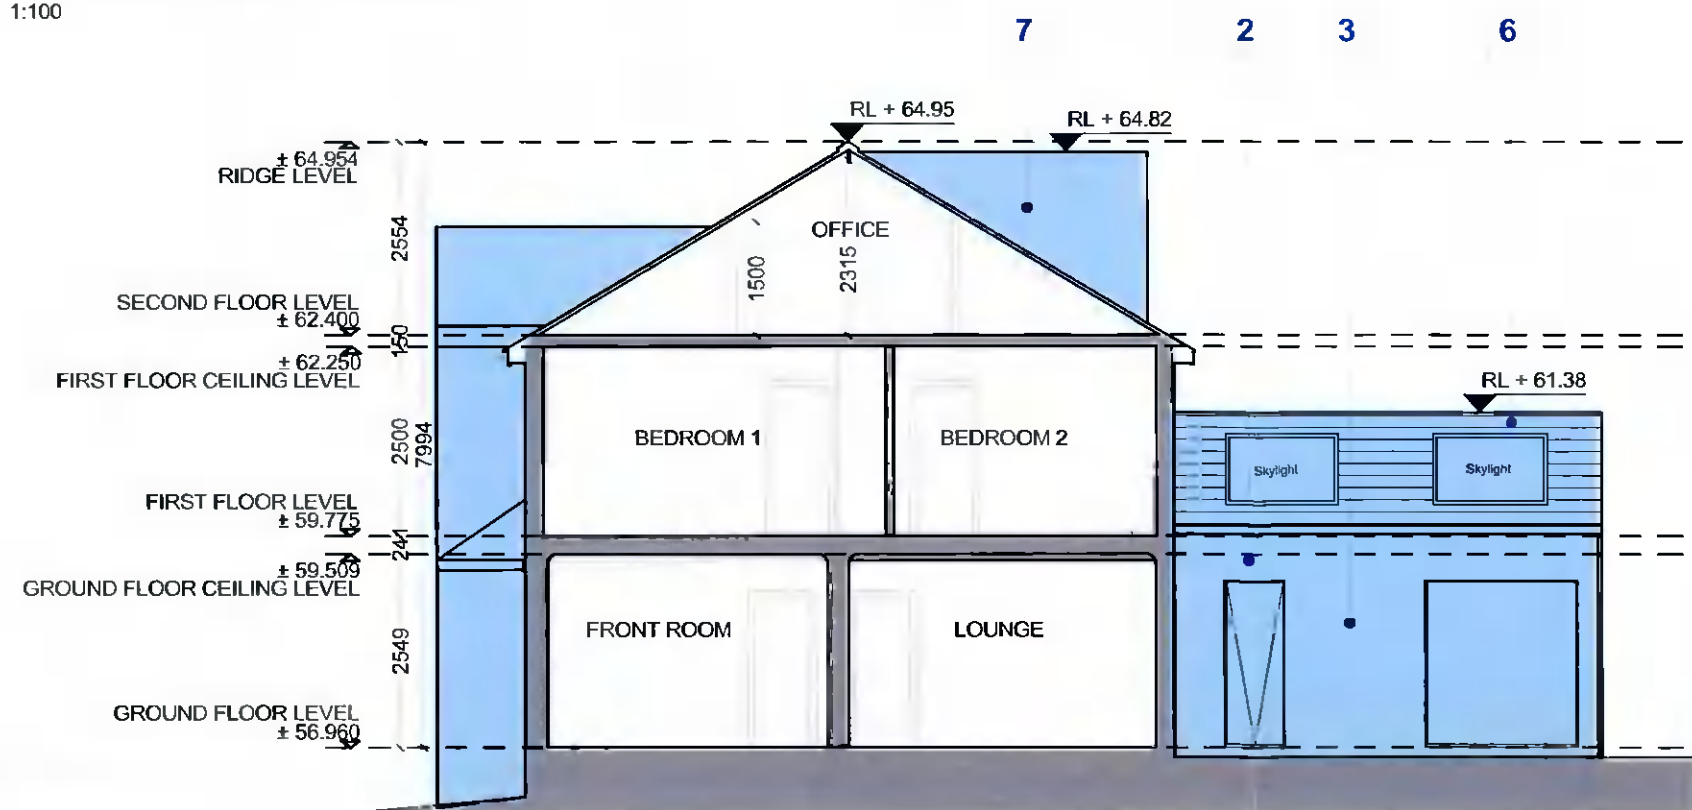 1:100
7 2 3 6
RL + 64.95
RL + 64.82
± 64.954
RIDGE LEVEL
2554
OFFICE
1500
2315
SECOND FLOOR LEVEL
± 62.400
150
± 62.250
FIRST FLOOR CEILING LEVEL
RL + 61.38
2500
7994
BEDROOM 1
BEDROOM 2
Skylight
Skylight
FIRST FLOOR LEVEL
± 59.775
241
± 59.509
GROUND FLOOR CEILING LEVEL
2549
FRONT ROOM
LOUNGE
GROUND FLOOR LEVEL
± 56.960